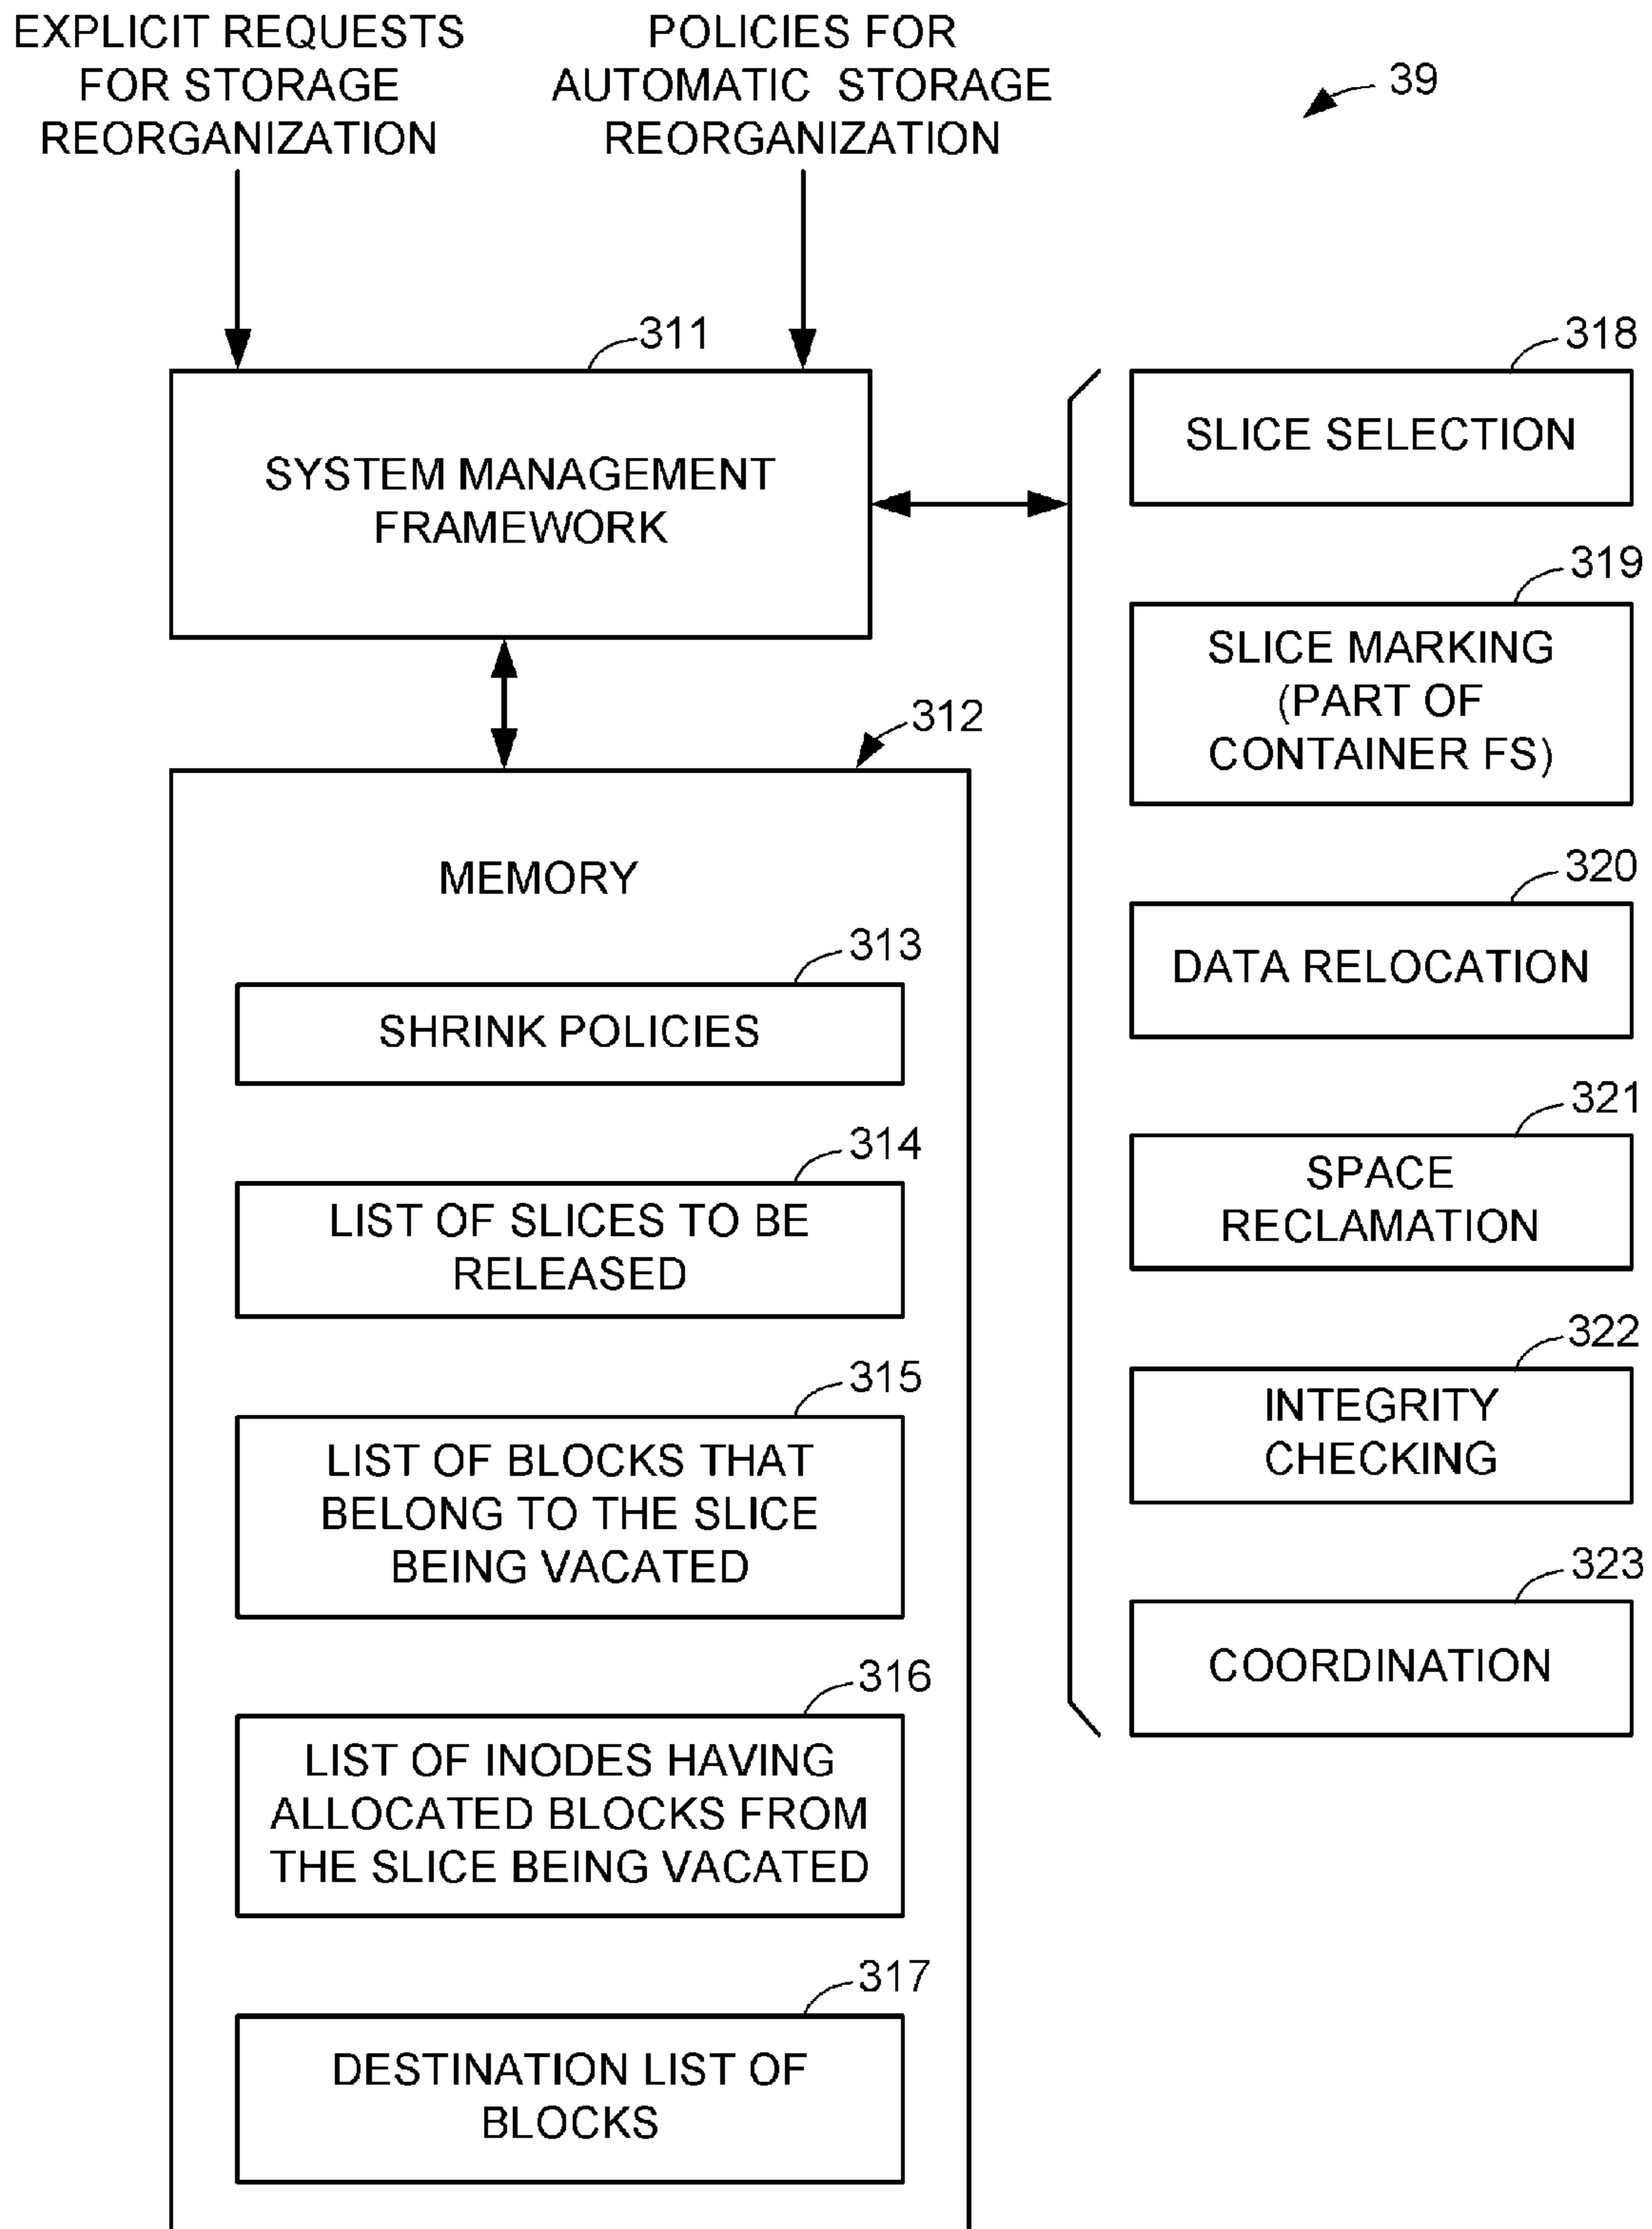 EXPLICIT REQUESTS
FOR STORAGE
REORGANIZATION
POLICIES FOR
AUTOMATIC STORAGE
REORGANIZATION
39
311
SYSTEM MANAGEMENT
FRAMEWORK
312
MEMORY
313
SHRINK POLICIES
314
LIST OF SLICES TO BE
RELEASED
315
LIST OF BLOCKS THAT
BELONG TO THE SLICE
BEING VACATED
316
LIST OF INODES HAVING
ALLOCATED BLOCKS FROM
THE SLICE BEING VACATED
317
DESTINATION LIST OF
BLOCKS
318
SLICE SELECTION
319
SLICE MARKING
(PART OF
CONTAINER FS)
320
DATA RELOCATION
321
SPACE
RECLAMATION
322
INTEGRITY
CHECKING
323
COORDINATION